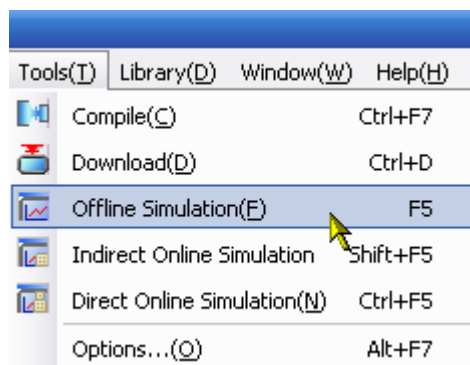 Tools(T) Library(D) Window(W) Help(H)
Compile(C) Ctrl+F7
Download(D) Ctrl+D
Offline Simulation(F) F5
Indirect Online Simulation Shift+F5
Direct Online Simulation(N) Ctrl+F5
Options...(O) Alt+F7